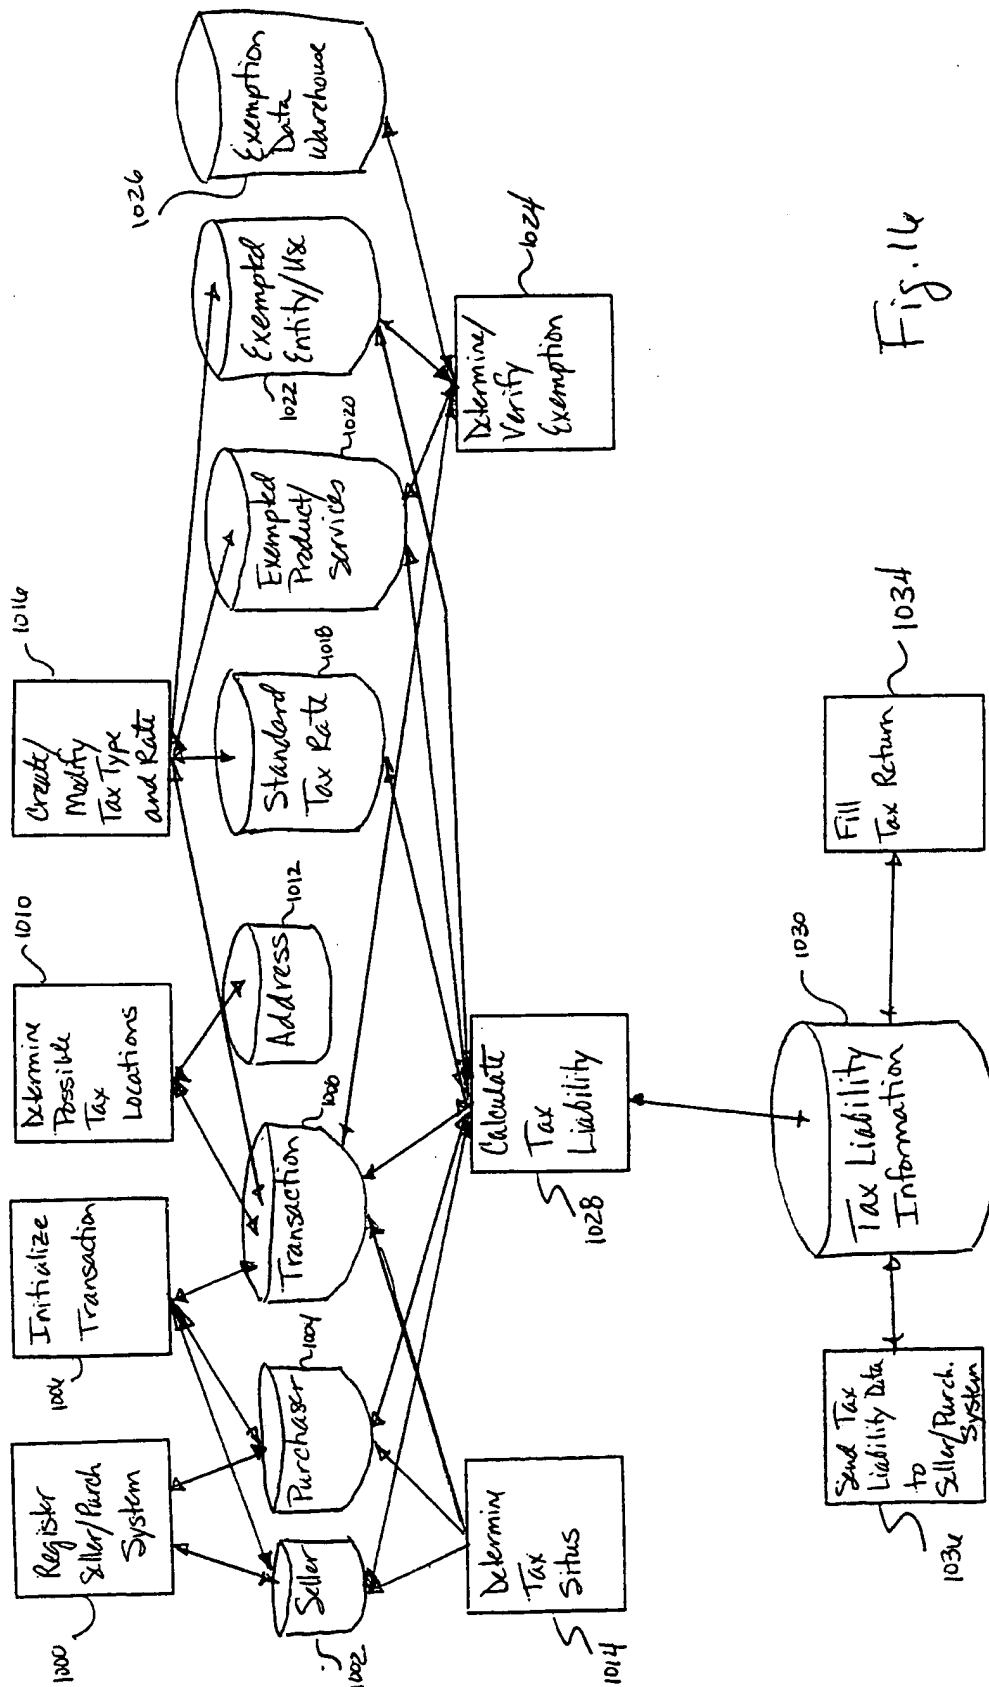 1200
Register
Seller/Purch
System
1006
Initialize
Transaction
Determine
Possible
Tax
Locations
1010
Create/
Modify
Tax Type
and Rate
1016
Seller
1002
Purchaser
1004
Transaction
1008
Address
1012
Standard
Tax Rate
1018
Exempted
Product/
Services
1020
Exempted
Entity/Use
1022
Exemption
Data
Warehouse
1026
Determine
Tax
Situs
1014
Calculate
Tax
Liability
1028
Determine/
Verify
Exemption
1024
Send Tax
Liability Data
to
Seller/Purch.
System
1036
Tax Liability
Information
1030
Fill
Tax Return
1034
Fig. 16